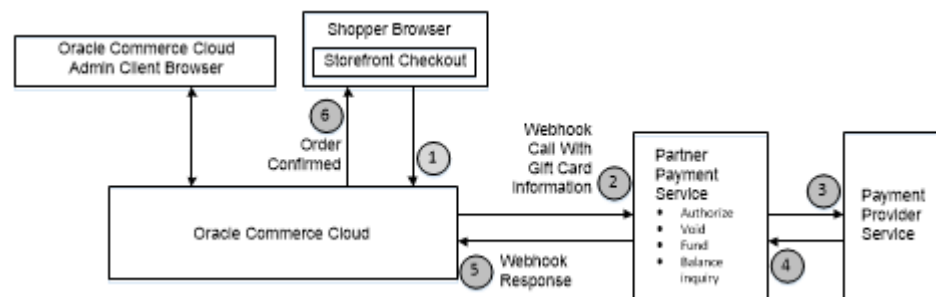 Oracle Commerce Cloud
Admin Client Browser
Shopper Browser
Storefront Checkout
6
Order
Confirmed
1
Webhook
Call With
Gift Card
Information
2
Partner
Payment
Service
• Authorize
• Void
• Fund
• Balance
inquiry
3
Payment
Provider
Service
4
Oracle Commerce Cloud
5
Webhook
Response